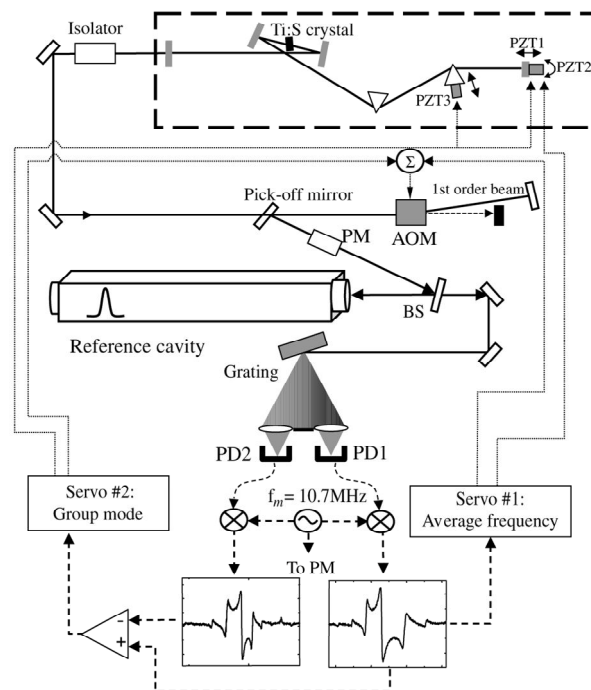 Isolator
Ti:S crystal
PZT1
PZT2
PZT3
Σ
1st order beam
Pick-off mirror
AOM
PM
BS
Reference cavity
Grating
PD2
PD1
Servo #2:
Group mode
fm= 10.7MHz
Servo #1:
Average frequency
To PM
-
+